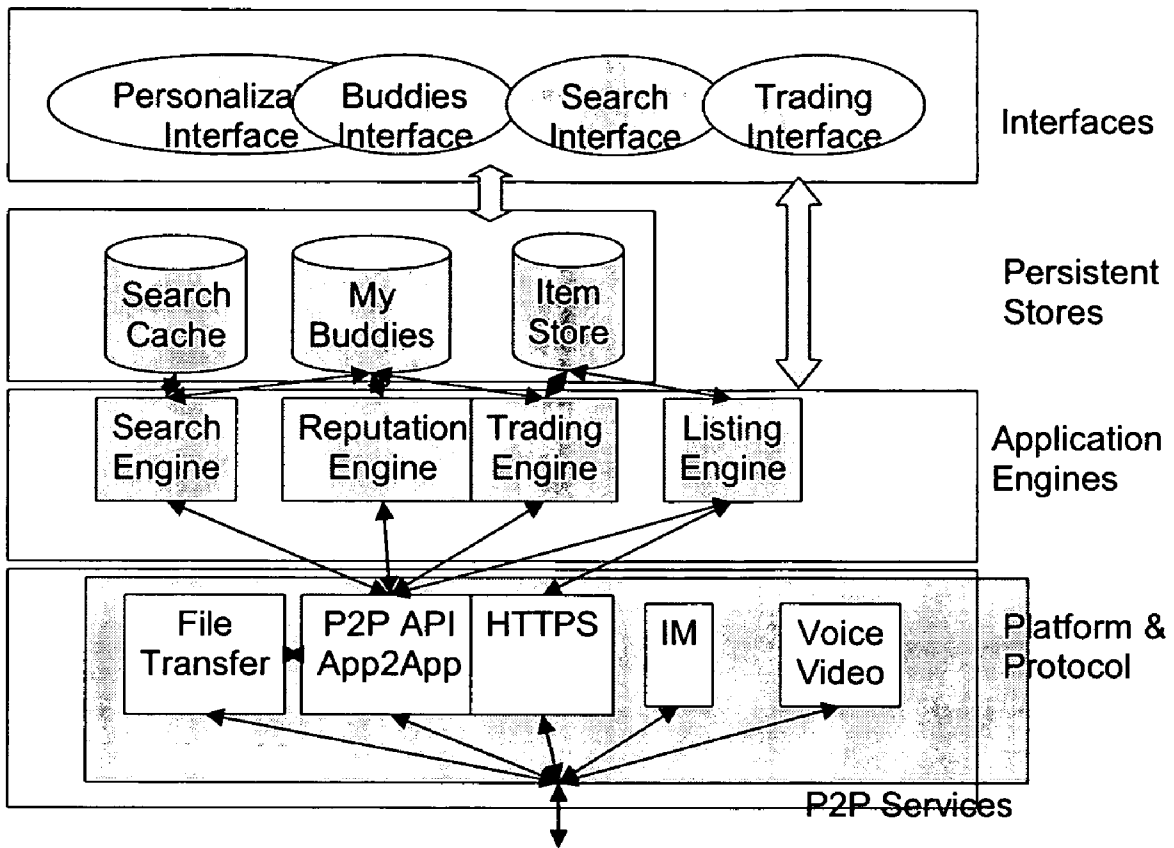 Personaliza
Interface
Buddies
Interface
Search
Interface
Trading
Interface
Interfaces
Search
Cache
My
Buddies
Item
Store
Persistent
Stores
Search
Engine
Reputation
Engine
Trading
Engine
Listing
Engine
Application
Engines
File
Transfer
P2P API
App2App
HTTPS
IM
Voice
Video
Platform &
Protocol
P2P Services